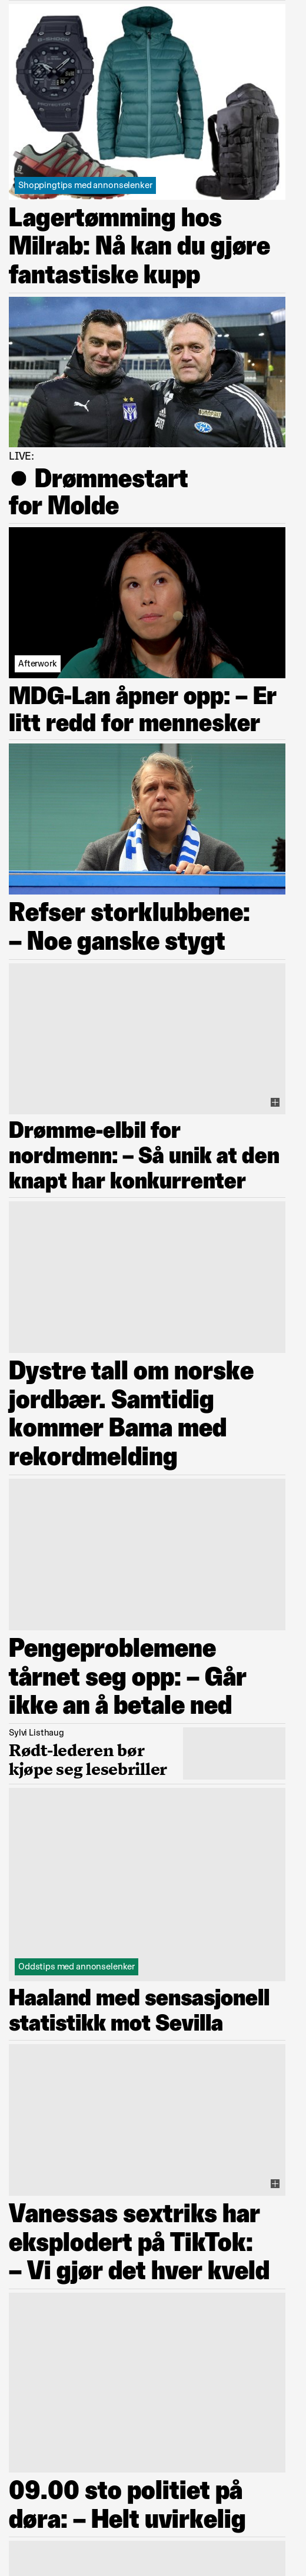 G-SHOCK
PROTECTION
Shoppingtips med annonselenker
Lagertømming hos
Milrab: Nå kan du gjøre
fantastiske kupp
LIVE:
● Drømmestart
for Molde
Afterwork
MDG-Lan åpner opp: – Er
litt redd for mennesker
Refser storklubbene:
– Noe ganske stygt
Drømme-elbil for
nordmenn: – Så unik at den
knapt har konkurrenter
Dystre tall om norske
jordbær. Samtidig
kommer Bama med
rekordmelding
Pengeproblemene
tårnet seg opp: – Går
ikke an å betale ned
Sylvi Listhaug
Rødt-lederen bør
kjøpe seg lesebriller
Oddstips med annonselenker
Haaland med sensasjonell
statistikk mot Sevilla
Vanessas sextriks har
eksplodert på TikTok:
– Vi gjør det hver kveld
09.00 sto politiet på
døra: – Helt uvirkelig